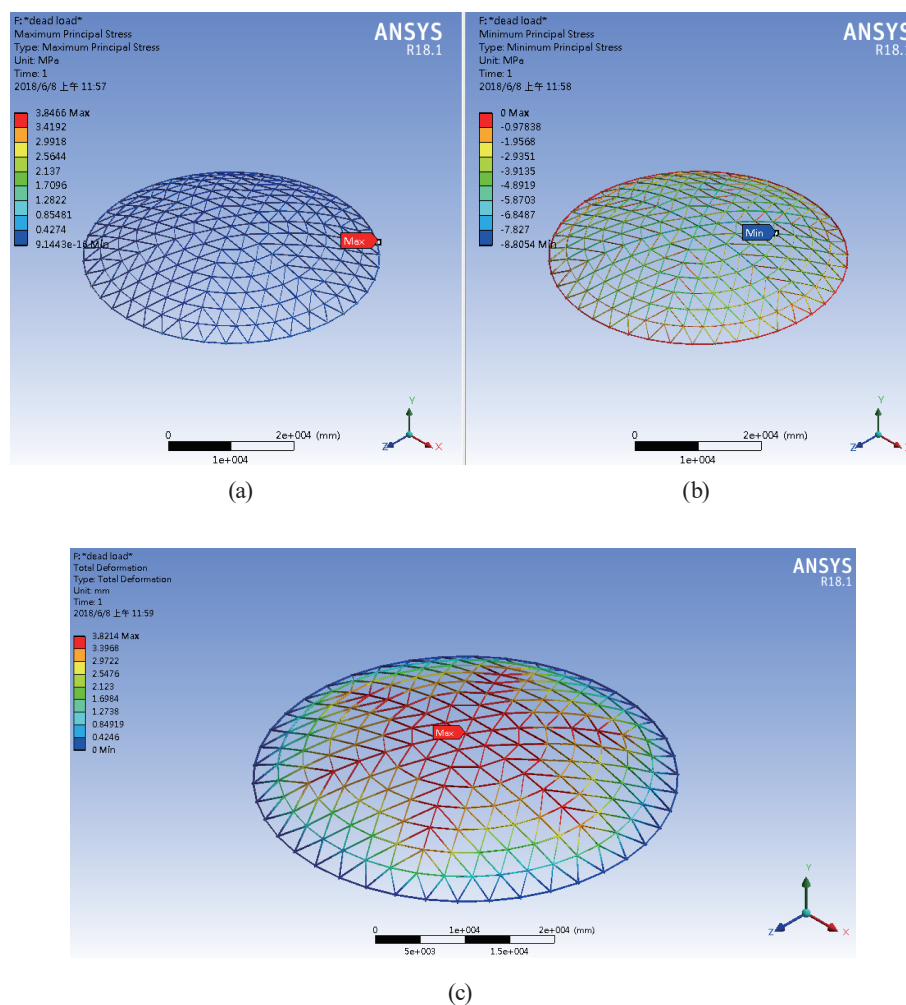 F: *dead load*
Maximum Principal Stress
Type: Maximum Principal Stress
Unit: MPa
Time: 1
2018/6/8 上午 11:57
ANSYS
R18.1
3.8466 Max
3.4192
2.9918
2.5644
2.137
1.7096
1.2822
0.85481
0.4274
Min
Max
0
2e+004 (mm)
1e+004
Y
Z
X
F: *dead load*
Minimum Principal Stress
Type: Minimum Principal Stress
Unit: MPa
Time: 1
2018/6/8 上午 11:58
ANSYS
R18.1
0 Max
-0.97838
-1.9568
-2.9351
-3.9135
-4.8919
-5.8703
-6.8487
-7.827
-8.8054 Min
Min
0
2e+004 (mm)
1e+004
Y
Z
(a)
(b)
F: *dead load*
Total Deformation
Type: Total Deformation
Unit: mm
Time: 1
2018/6/8 上午 11:59
ANSYS
R18.1
3.8214 Max
3.3968
2.9722
2.5476
2.123
1.6984
1.2738
0.84919
0.4246
0 Min
Max
0
1e+004
2e+004 (mm)
5e+003
1.5e+004
Y
Z
X
(c)